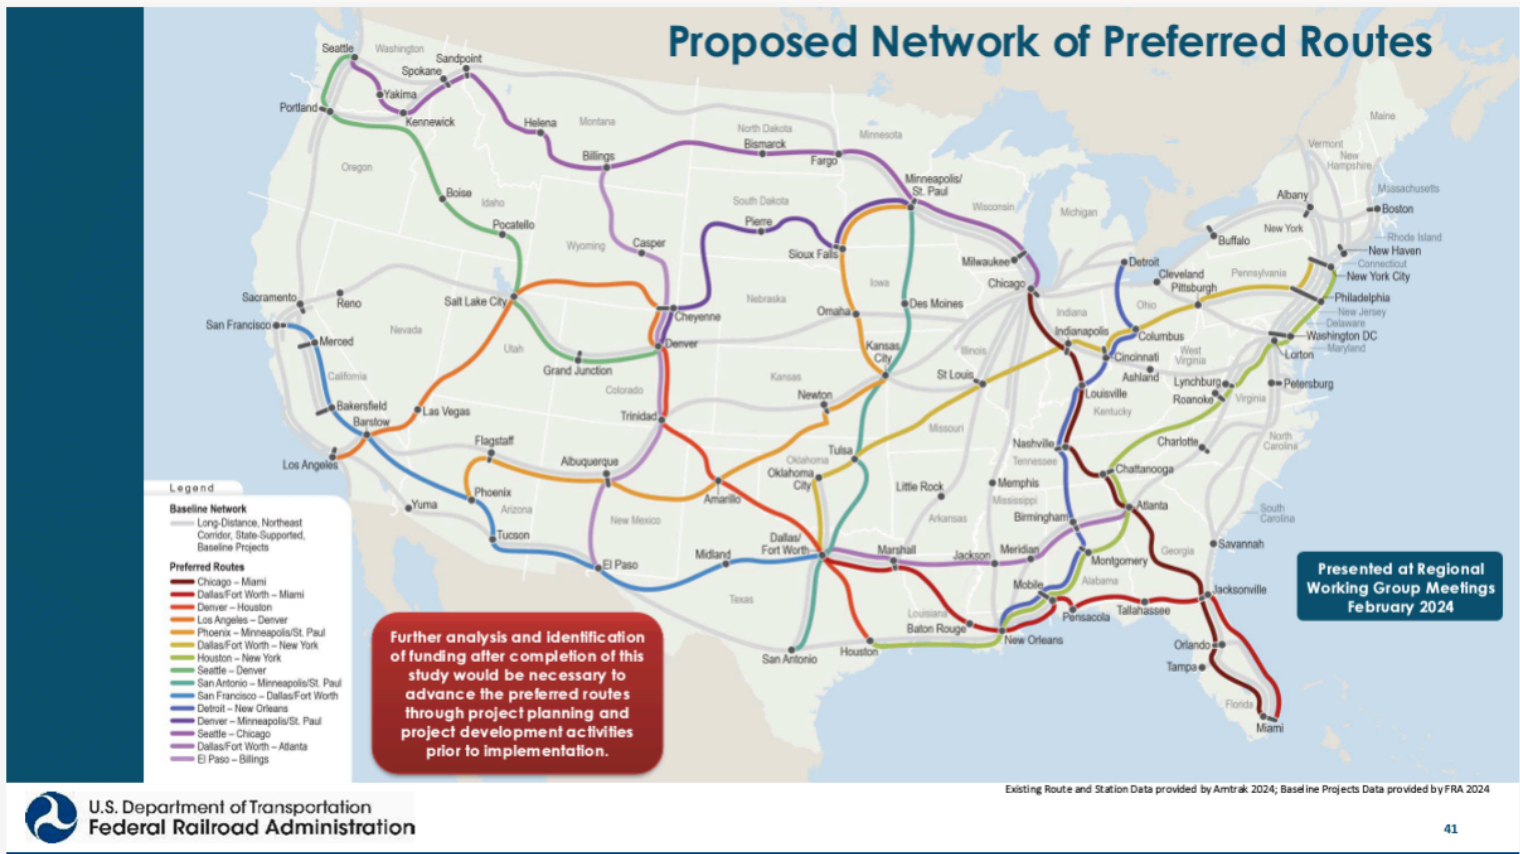 Proposed Network of Preferred Routes
Seattle
Washington
Sandpoint
Spokane
Yakima
Portland
Kennewick
Helena
Montana
North Dakota
Bismarck
Fargo
Minnesota
Billings
Oregon
Boise
Idaho
Pocatello
Wyoming
Casper
South Dakota
Pierre
Sioux Falls
Minneapolis/
St. Paul
Wisconsin
Michigan
Milwaukee
Chicago
Maine
Vermont
New
Hampshire
Albany
Massachusetts
Boston
New York
Buffalo
Rhode Island
New Haven
Connecticut
New York City
Detroit
Cleveland
Pittsburgh
Pennsylvania
Philadelphia
New Jersey
Delaware
Washington DC
Maryland
Lorton
Sacramento
Reno
San Francisco
Merced
Nevada
California
Salt Lake City
Utah
Grand Junction
Cheyenne
Denver
Colorado
Nebraska
Iowa
Omaha
Des Moines
Kansas
City
Kansas
Newton
Illinois
Indiana
Indianapolis
Ohio
Columbus
Cincinnati
West
Virginia
Ashland
St Louis
Louisville
Kentucky
Lynchburg
Roanoke
Virginia
Petersburg
Bakersfield
Barstow
Las Vegas
Los Angeles
Flagstaff
Trinidad
Albuquerque
Missouri
Nashville
Tennessee
Charlotte
North
Carolina
Oklahoma
Tulsa
Oklahoma
City
Chattanooga
Yuma
Phoenix
Arizona
Tucson
New Mexico
Amarillo
Little Rock
Arkansas
Memphis
Mississippi
Birmingham
Atlanta
South
Carolina
El Paso
Midland
Dallas/
Fort Worth
Marshall
Jackson
Meridian
Montgomery
Georgia
Savannah
Texas
Louisiana
Baton Rouge
Mobile
Alabama
Pensacola
Tallahassee
Jacksonville
San Antonio
Houston
New Orleans
Orlando
Tampa
Florida
Miami
Legend
Baseline Network
Long-Distance, Northeast
Corridor, State-Supported,
Baseline Projects
Preferred Routes
Chicago – Miami
Dallas/Fort Worth – Miami
Denver – Houston
Los Angeles – Denver
Phoenix – Minneapolis/St. Paul
Dallas/Fort Worth – New York
Houston – New York
Seattle – Denver
San Antonio – Minneapolis/St. Paul
San Francisco – Dallas/Fort Worth
Detroit – New Orleans
Denver – Minneapolis/St. Paul
Seattle – Chicago
Dallas/Fort Worth – Atlanta
El Paso – Billings
Further analysis and identification
of funding after completion of this
study would be necessary to
advance the preferred routes
through project planning and
project development activities
prior to implementation.
Presented at Regional
Working Group Meetings
February 2024
Existing Route and Station Data provided by Amtrak 2024; Baseline Projects Data provided by FRA 2024
U.S. Department of Transportation
Federal Railroad Administration
41